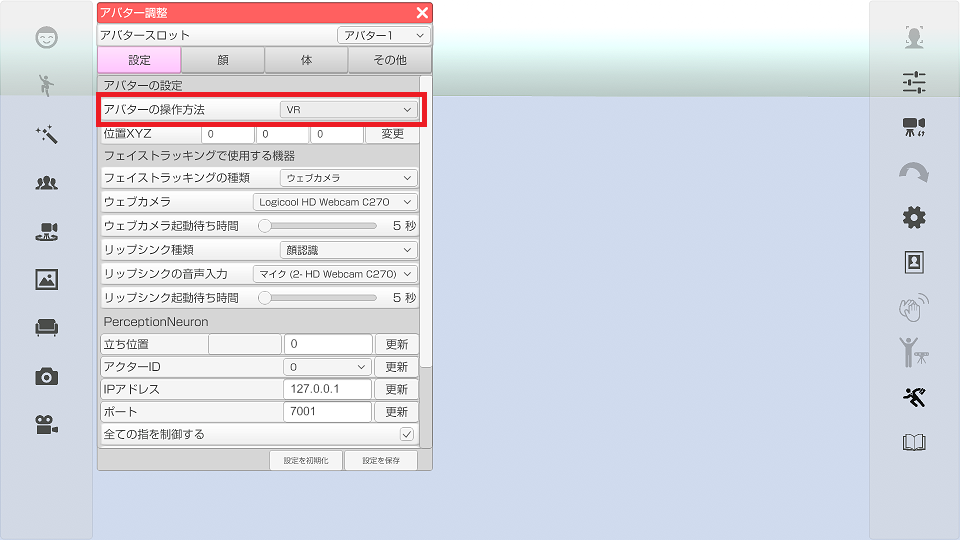 アバター調整
アバタースロット アバター1
設定 顔 体 その他
アバターの設定
アバターの操作方法 VR
位置XYZ 0 0 0 変更
フェイストラッキングで使用する機器
フェイストラッキングの種類 ウェブカメラ
ウェブカメラ Logicool HD Webcam C270
ウェブカメラ起動待ち時間 5 秒
リップシンク種類 顔認識
リップシンクの音声入力 マイク (2- HD Webcam C270)
リップシンク起動待ち時間 5 秒
PerceptionNeuron
立ち位置 0 更新
アクターID 0 更新
IPアドレス 127.0.0.1 更新
ポート 7001 更新
全ての指を制御する
設定を初期化 設定を保存